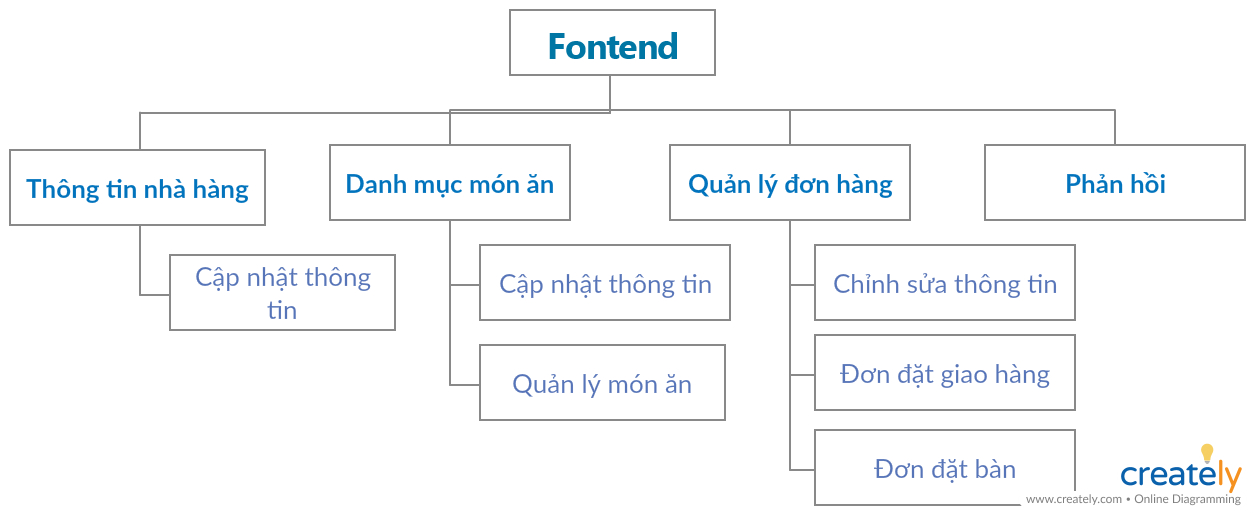 Fontend
Thông tin nhà hàng
Danh mục món ăn
Quản lý đơn hàng
Phản hồi
Cập nhật thông
tin
Cập nhật thông tin
Quản lý món ăn
Chỉnh sửa thông tin
Đơn đặt giao hàng
Đơn đặt bàn
creately
www.creately.com • Online Diagramming